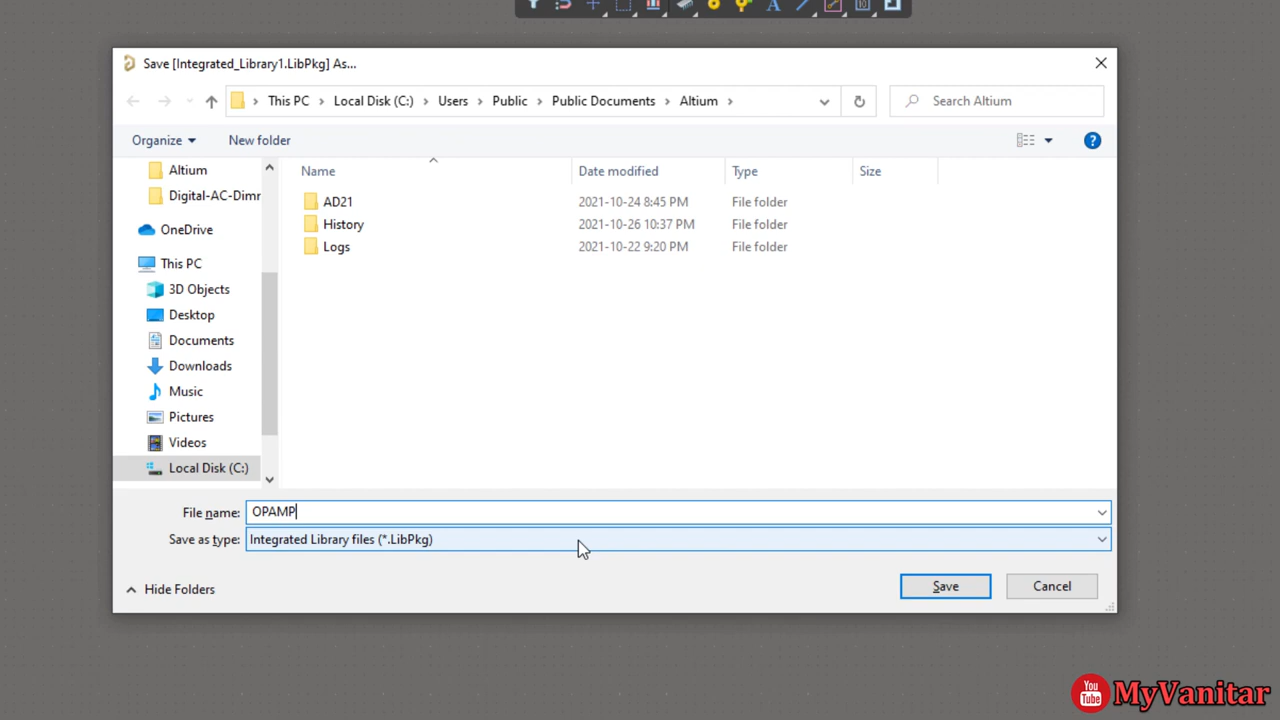 Save [Integrated_Library1.LibPkg] As...
This PC Local Disk (C:) Users Public Public Documents Altium Search Altium
Organize New folder
Altium
Digital-AC-Dimr
OneDrive
This PC
3D Objects
Desktop
Documents
Downloads
Music
Pictures
Videos
Local Disk (C:)
Name Date modified Type Size
AD21 2021-10-24 8:45 PM File folder
History 2021-10-26 10:37 PM File folder
Logs 2021-10-22 9:20 PM File folder
File name: OPAMP
Save as type: Integrated Library files (*.LibPkg)
Hide Folders Save Cancel
You Tube MyVanitar